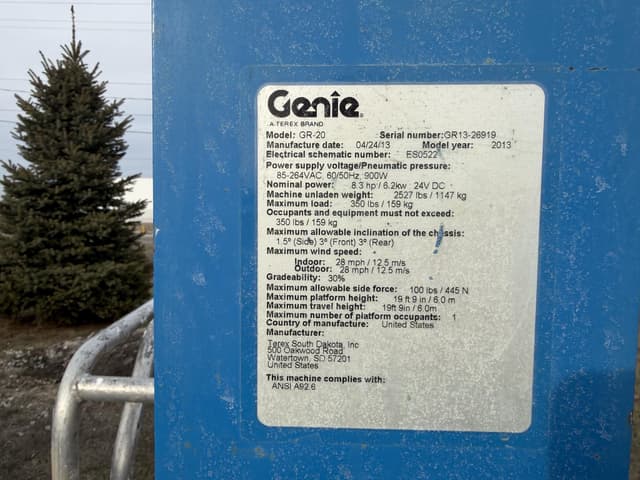 Genie
A TEREX BRAND
Model: GR-20 Serial number:GR13-26919
Manufacture date: 04/24/13 Model year: 2013
Electrical schematic number: ES0522
Power supply voltage/Pneumatic pressure:
85-264VAC, 60/50Hz, 900W
Nominal power: 8.3 hp / 6.2kw 24V DC
Machine unladen weight: 2527 lbs / 1147 kg
Maximum load: 350 lbs / 159 kg
Occupants and equipment must not exceed:
350 lbs / 159 kg
Maximum allowable inclination of the chassis:
1.5° (Side) 3° (Front) 3° (Rear)
Maximum wind speed:
Indoor: 28 mph / 12.5 m/s
Outdoor: 28 mph / 12.5 m/s
Gradeability: 30%
Maximum allowable side force: 100 lbs / 445 N
Maximum platform height: 19 ft 9 in / 6.0 m
Maximum travel height: 19ft 9in / 6.0m
Maximum number of platform occupants: 1
Country of manufacture: United States
Manufacturer:
Terex South Dakota, Inc
500 Oakwood Road
Watertown, SD 57201
United States
This machine complies with:
ANSI A92.6